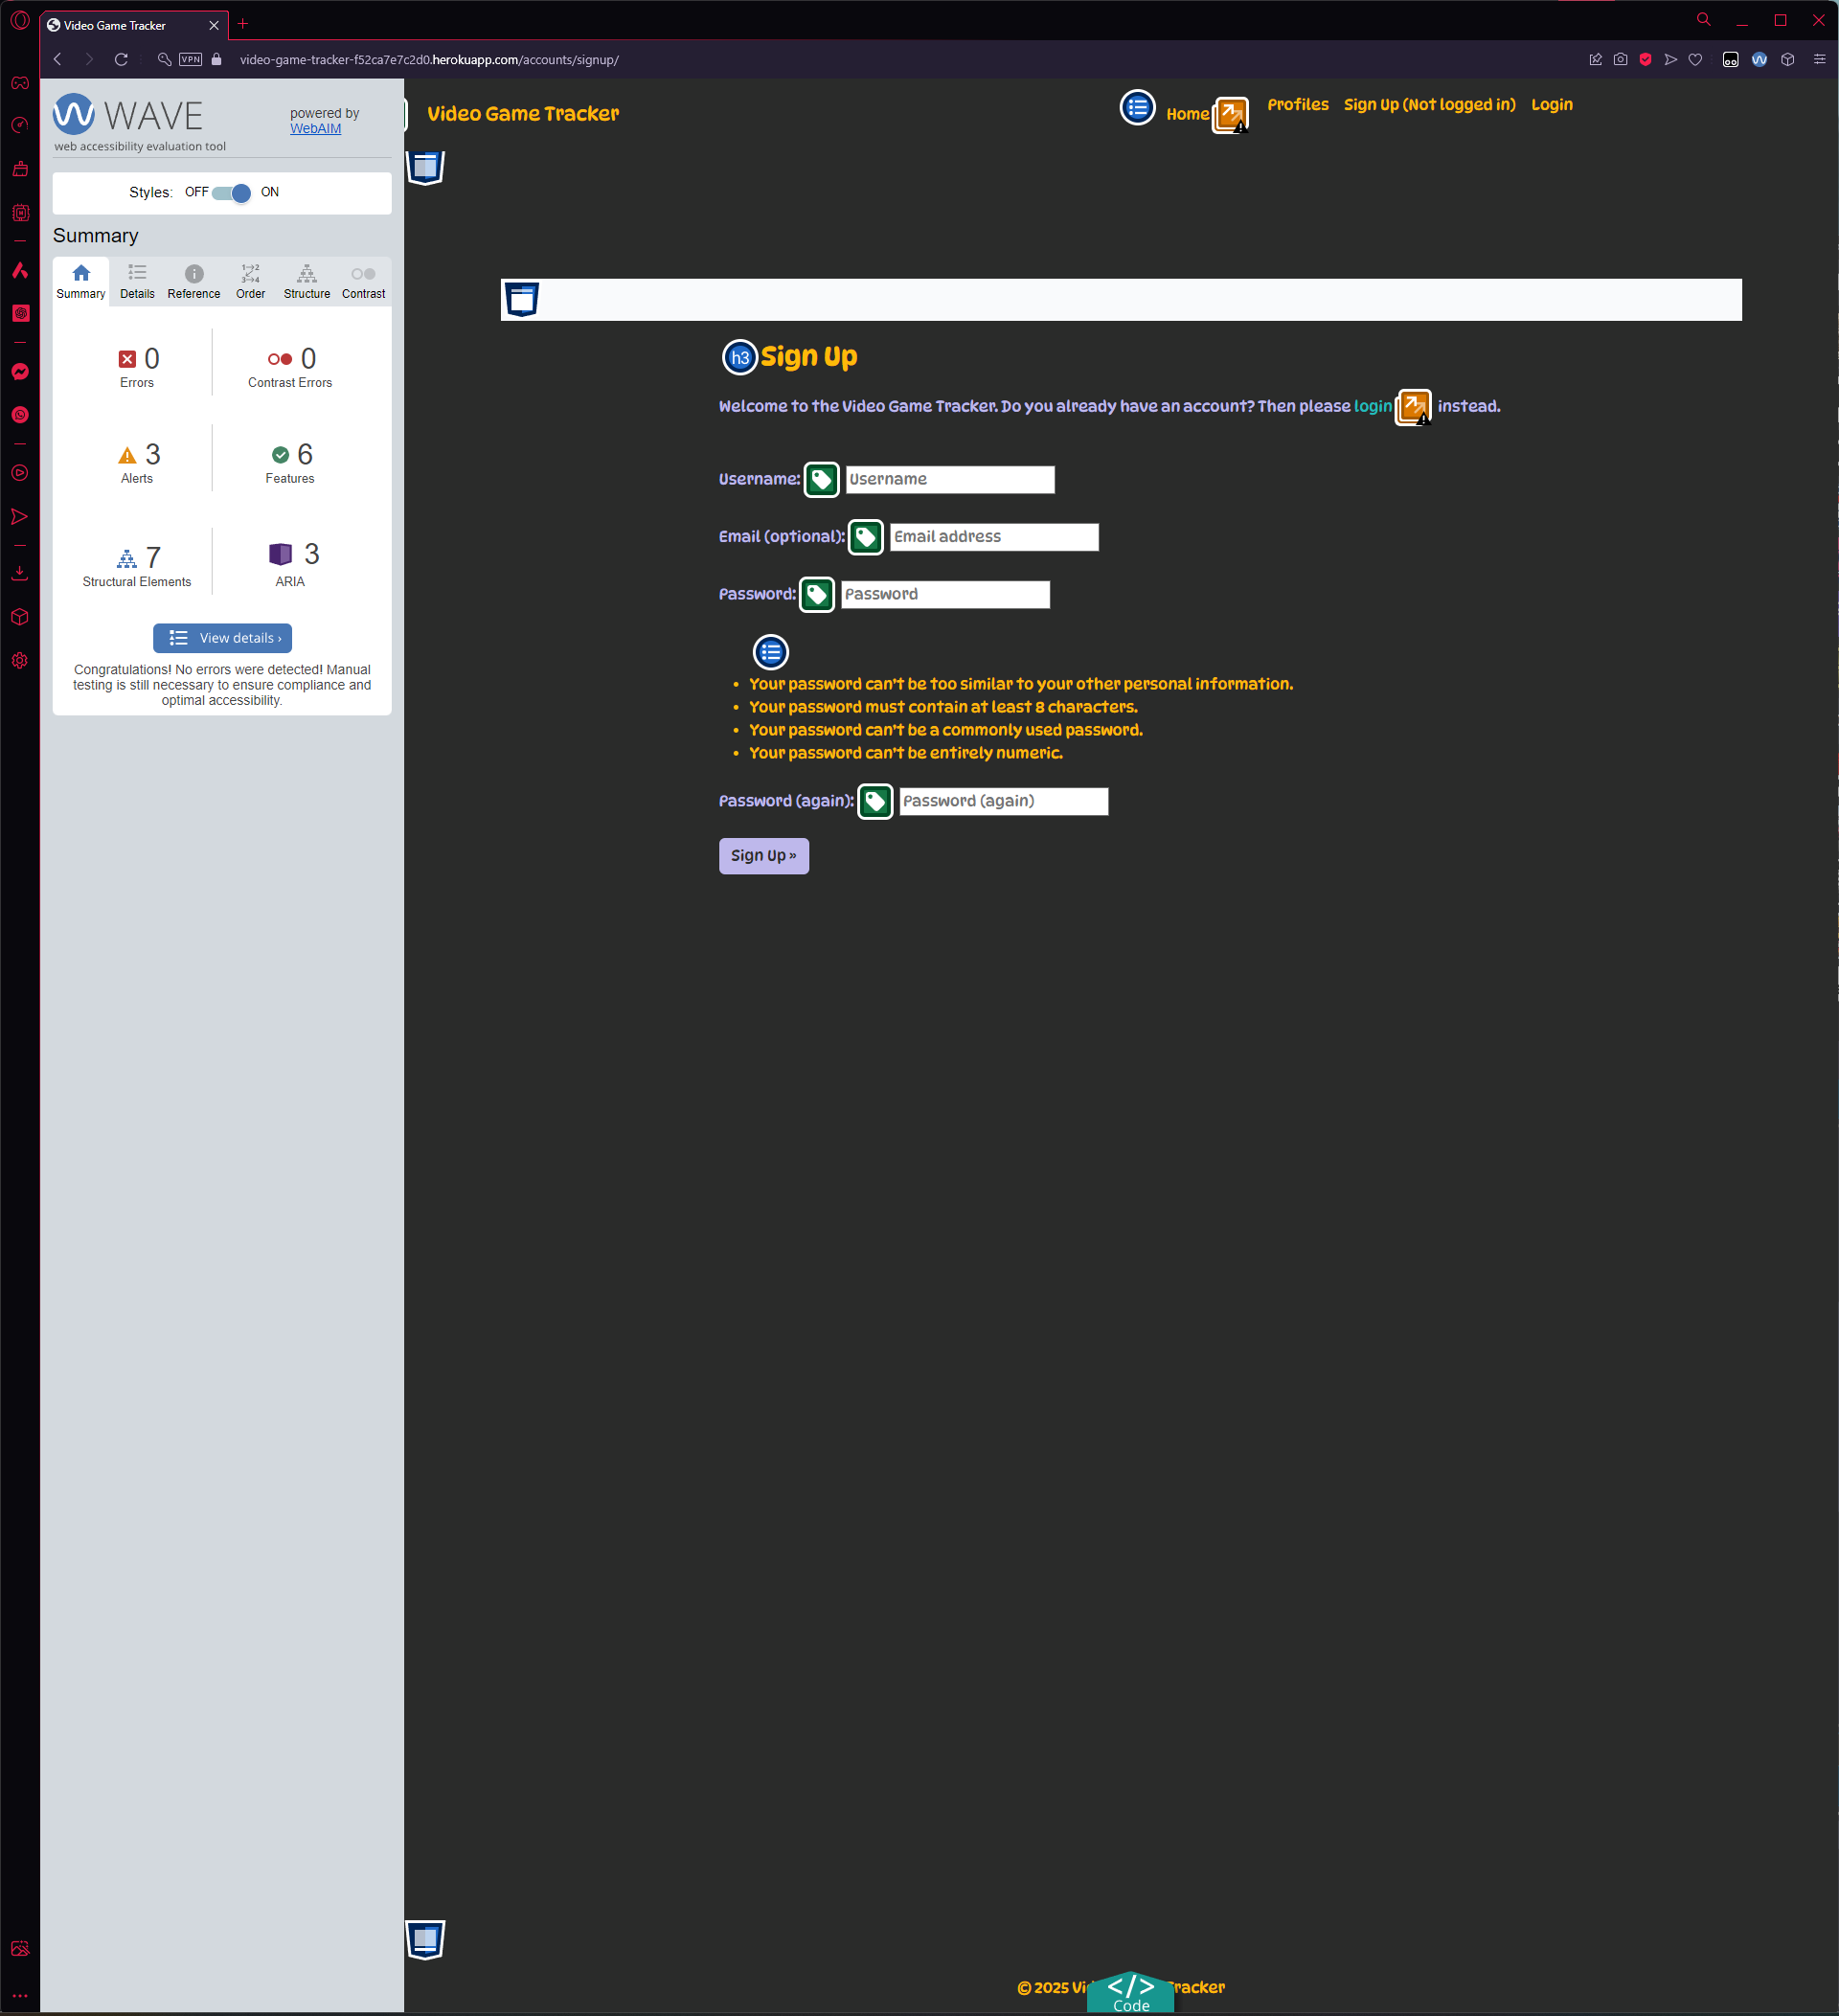 Video Game Tracker
VPN
video-game-tracker-f52ca7e7c2d0.herokuapp.com/accounts/signup/
WAVE
powered by
WebAIM
web accessibility evaluation tool
Styles: OFF ON
Summary
Summary Details Reference Order Structure Contrast
0
Errors
0
Contrast Errors
3
Alerts
6
Features
7
Structural Elements
3
ARIA
View details ›
Congratulations! No errors were detected! Manual
testing is still necessary to ensure compliance and
optimal accessibility.
Video Game Tracker
Home Profiles Sign Up (Not logged in) Login
h3 Sign Up
Welcome to the Video Game Tracker. Do you already have an account? Then please login instead.
Username: Username
Email (optional): Email address
Password: Password
• Your password can't be too similar to your other personal information.
• Your password must contain at least 8 characters.
• Your password can't be a commonly used password.
• Your password can't be entirely numeric.
Password (again): Password (again)
Sign Up »
© 2025 Tracker
</> Code